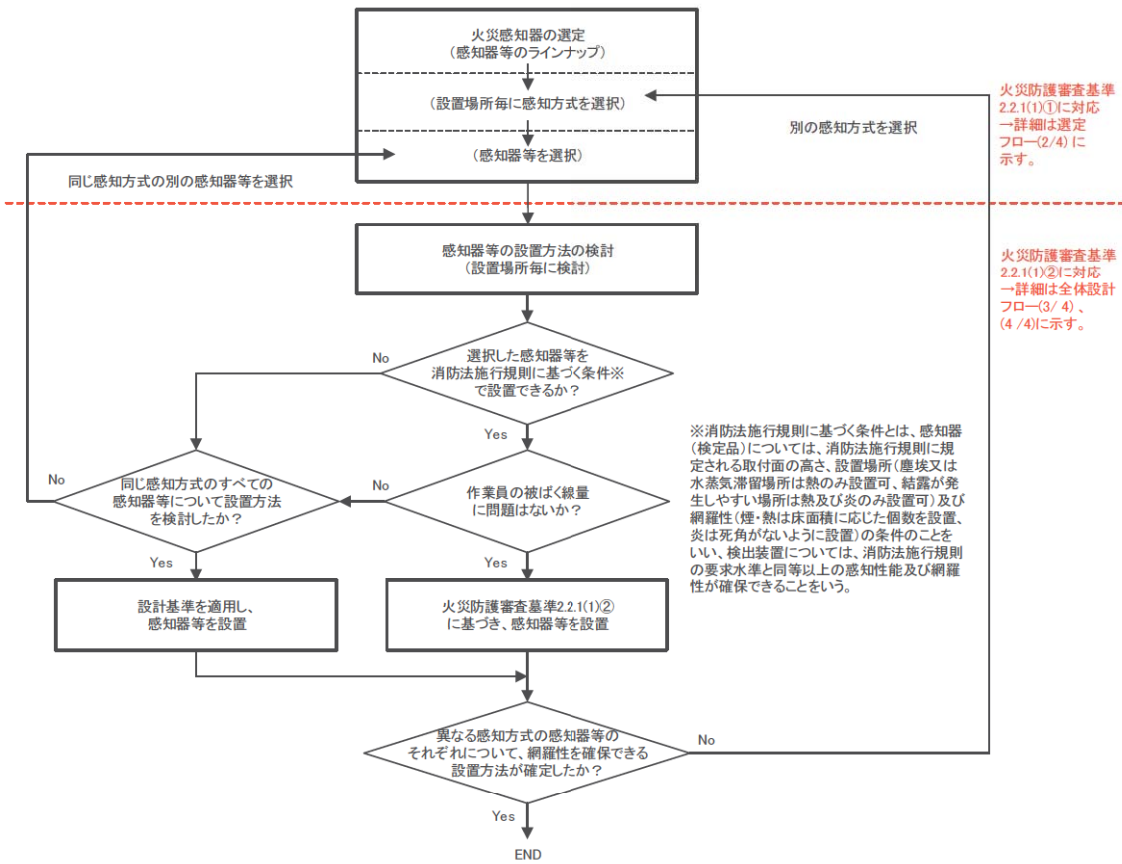 火災感知器の選定
(感知器等のラインナップ)
(設置場所毎に感知方式を選択)
(感知器等を選択)
別の感知方式を選択
火災防護審査基準
2.2.1(1)①に対応
→詳細は選定
フロー(2/4) に
示す。
同じ感知方式の別の感知器等を選択
感知器等の設置方法の検討
(設置場所毎に検討)
火災防護審査基準
2.2.1(1)②に対応
→詳細は全体設計
フロー(3/ 4) 、
(4 /4)に示す。
No
選択した感知器等を
消防法施行規則に基づく条件※
で設置できるか?
Yes
※消防法施行規則に基づく条件とは、感知器
(検定品)については、消防法施行規則に規
定される取付面の高さ、設置場所(塵埃又は
水蒸気滞留場所は熱のみ設置可、結露が発
生しやすい場所は熱及び炎のみ設置可)及び
網羅性(煙・熱は床面積に応じた個数を設置、
炎は死角がないように設置)の条件のことを
いい、検出装置については、消防法施行規則
の要求水準と同等以上の感知性能及び網羅
性が確保できることをいう。
No
同じ感知方式のすべての
感知器等について設置方法
を検討したか?
No
作業員の被ばく線量
に問題はないか?
Yes
Yes
設計基準を適用し、
感知器等を設置
火災防護審査墓準2.2.1(1)②
に基づき、感知器等を設置
異なる感知方式の感知器等の
それぞれについて、網羅性を確保できる
設置方法が確定したか?
No
Yes
END